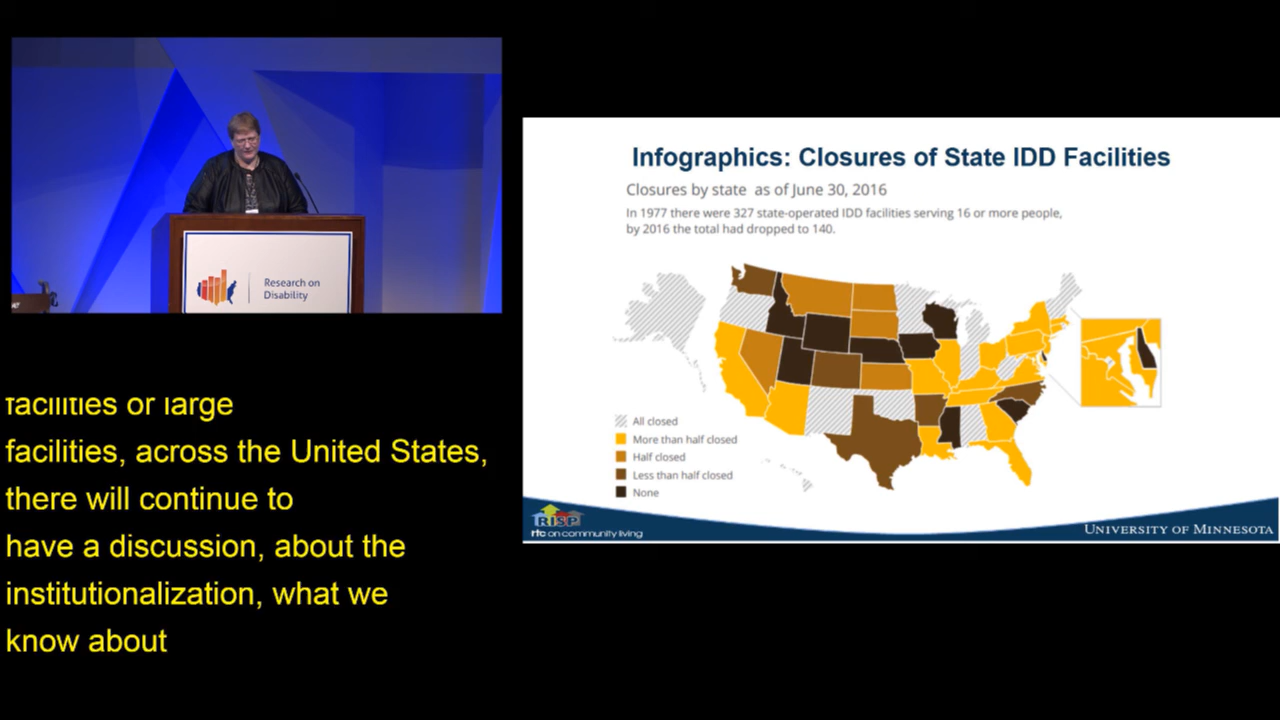 Research on
Disability
facilities or large
facilities, across the United States,
there will continue to
have a discussion, about the
institutionalization, what we
know about
Infographics: Closures of State IDD Facilities
Closures by state as of June 30, 2016
In 1977 there were 327 state-operated IDD facilities serving 16 or more people,
by 2016 the total had dropped to 140.
All closed
More than half closed
Half closed
Less than half closed
None
RISP
rtc on community living
UNIVERSITY OF MINNESOTA